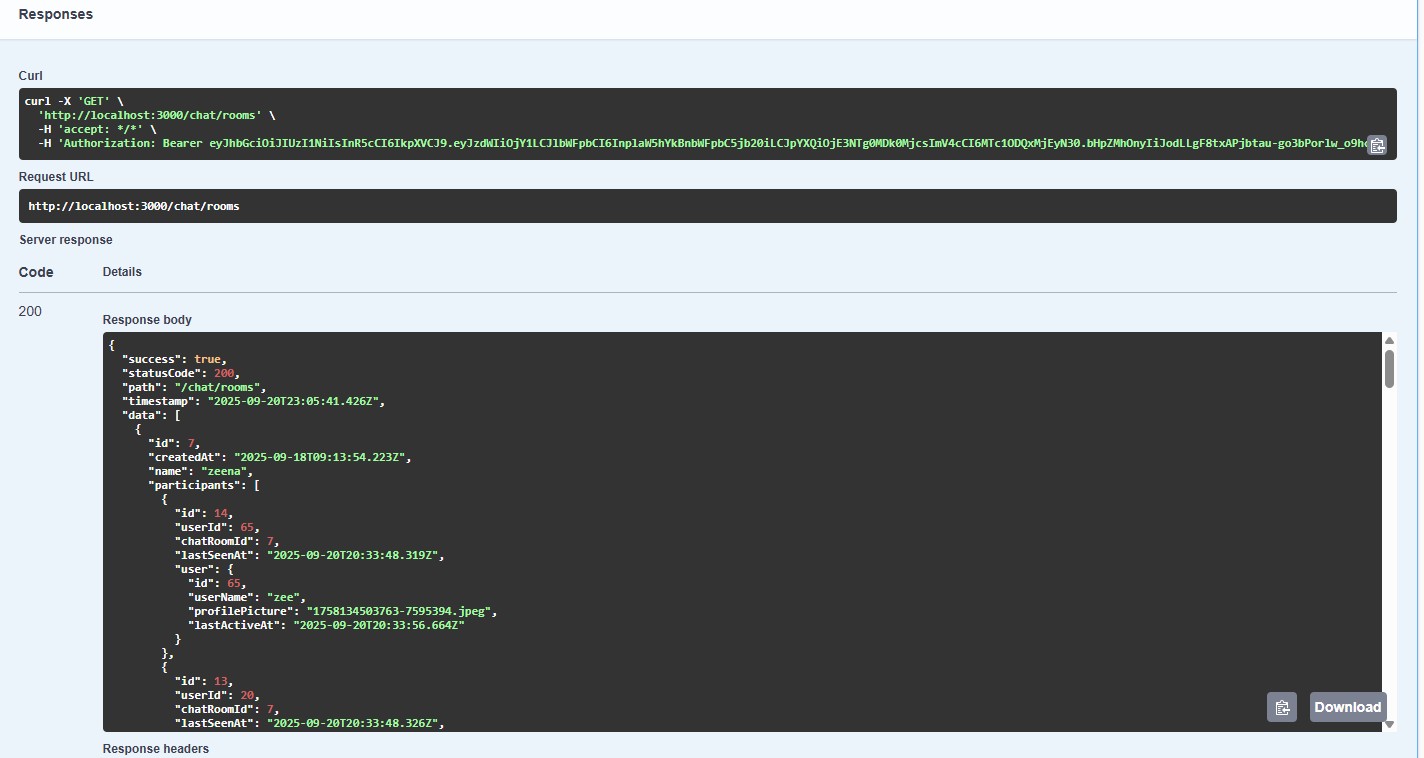 Responses
Curl
curl -X 'GET' \
'http://localhost:3000/chat/rooms' \
-H 'accept: */*' \
-H 'Authorization: Bearer eyJhbGciOiJIUzI1NiIsInR5cCI6IkpXVCJ9.eyJzdWIiOjY1LCJlbWFpbCI6InplaW5hYkBnbWFpbC5jb20iLCJpYXQiOjE3NTg0MDk0MjcsImV4cCI6MTc1ODQxMjEyN30.bHpZMhOnyIiJodLLgF8txAPjbtau-go3bPorlw_o9h
Request URL
http://localhost:3000/chat/rooms
Server response
Code Details
200
Response body
{
"success": true,
"statusCode": 200,
"path": "/chat/rooms",
"timestamp": "2025-09-20T23:05:41.426Z",
"data": [
{
"id": 7,
"createdAt": "2025-09-18T09:13:54.223Z",
"name": "zeena",
"participants": [
{
"id": 14,
"userId": 65,
"chatRoomId": 7,
"lastSeenAt": "2025-09-20T20:33:48.319Z",
"user": {
"id": 65,
"userName": "zee",
"profilePicture": "1758134503763-7595394.jpeg",
"lastActiveAt": "2025-09-20T20:33:56.664Z"
}
},
{
"id": 13,
"userId": 20,
"chatRoomId": 7,
"lastSeenAt": "2025-09-20T20:33:48.326Z",
Download
Response headers